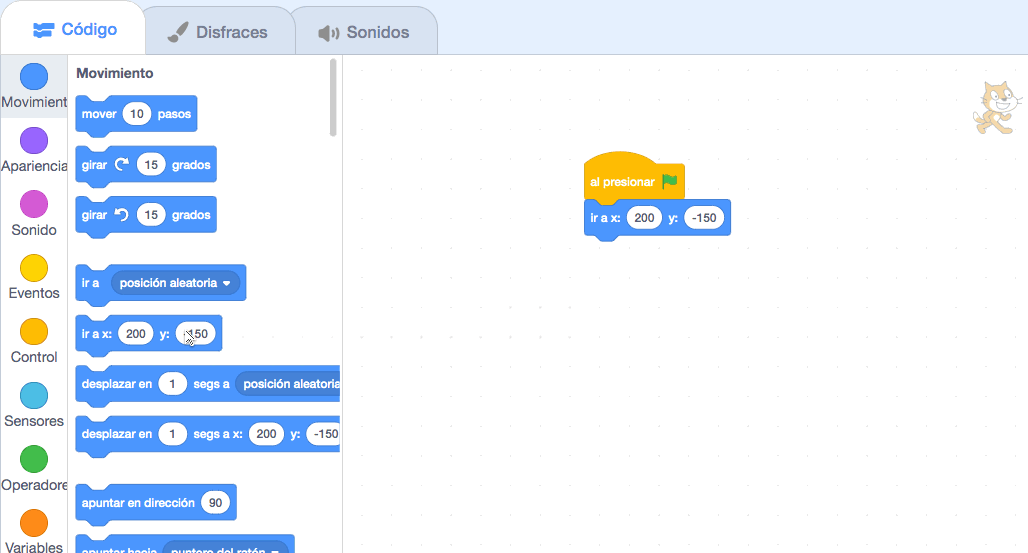 Código
Disfraces
Sonidos
Movimient
Apariencia
Sonido
Eventos
Control
Sensores
Operadore
Variables
Movimiento
mover 10 pasos
girar 15 grados
girar 15 grados
ir a posición aleatoria
ir a x: 200 y: -150
desplazar en 1 segs a posición aleatoria
desplazar en 1 segs a x: 200 y: -150
apuntar en dirección 90
apuntar hacia puntero del ratón
al presionar
ir a x: 200 y: -150